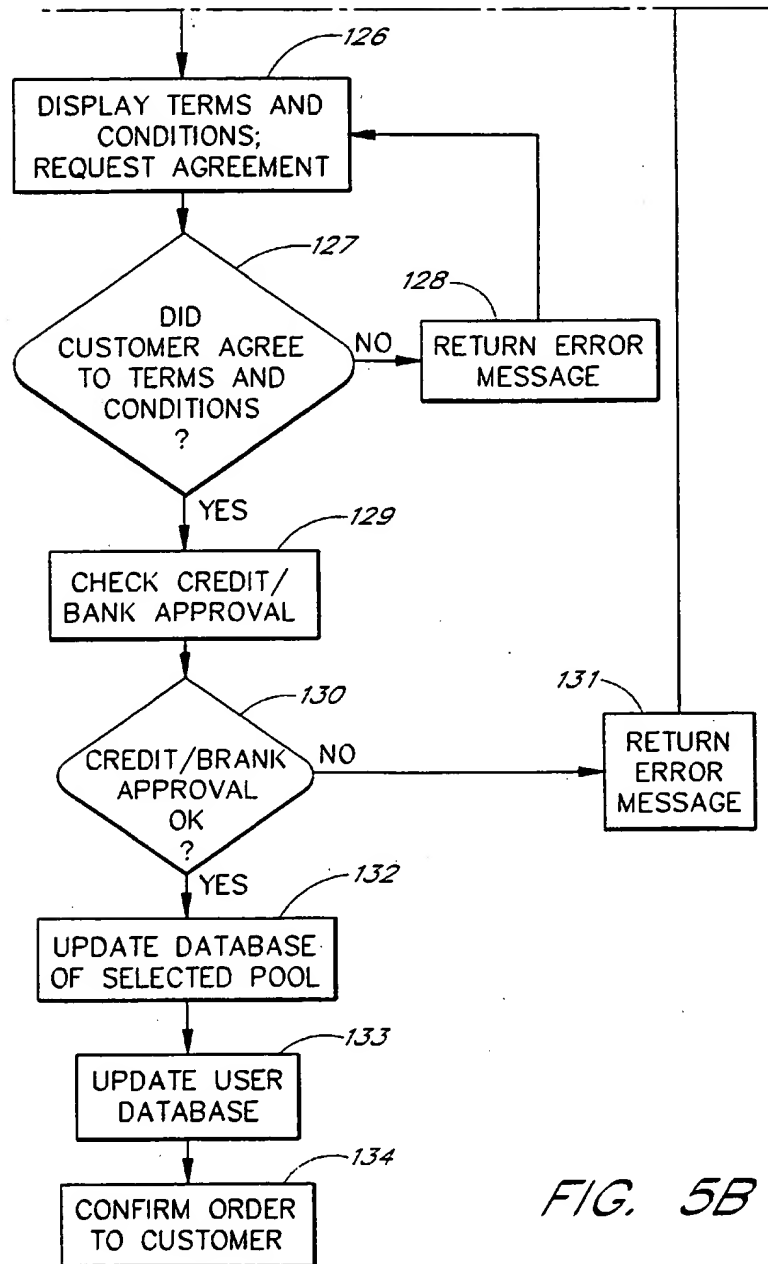 126
DISPLAY TERMS AND
CONDITIONS;
REQUEST AGREEMENT
127
DID
CUSTOMER AGREE
TO TERMS AND
CONDITIONS
?
NO
128
RETURN ERROR
MESSAGE
YES
129
CHECK CREDIT/
BANK APPROVAL
130
CREDIT/BRANK
APPROVAL
OK
?
NO
131
RETURN
ERROR
MESSAGE
YES
132
UPDATE DATABASE
OF SELECTED POOL
133
UPDATE USER
DATABASE
134
CONFIRM ORDER
TO CUSTOMER
FIG. 5B